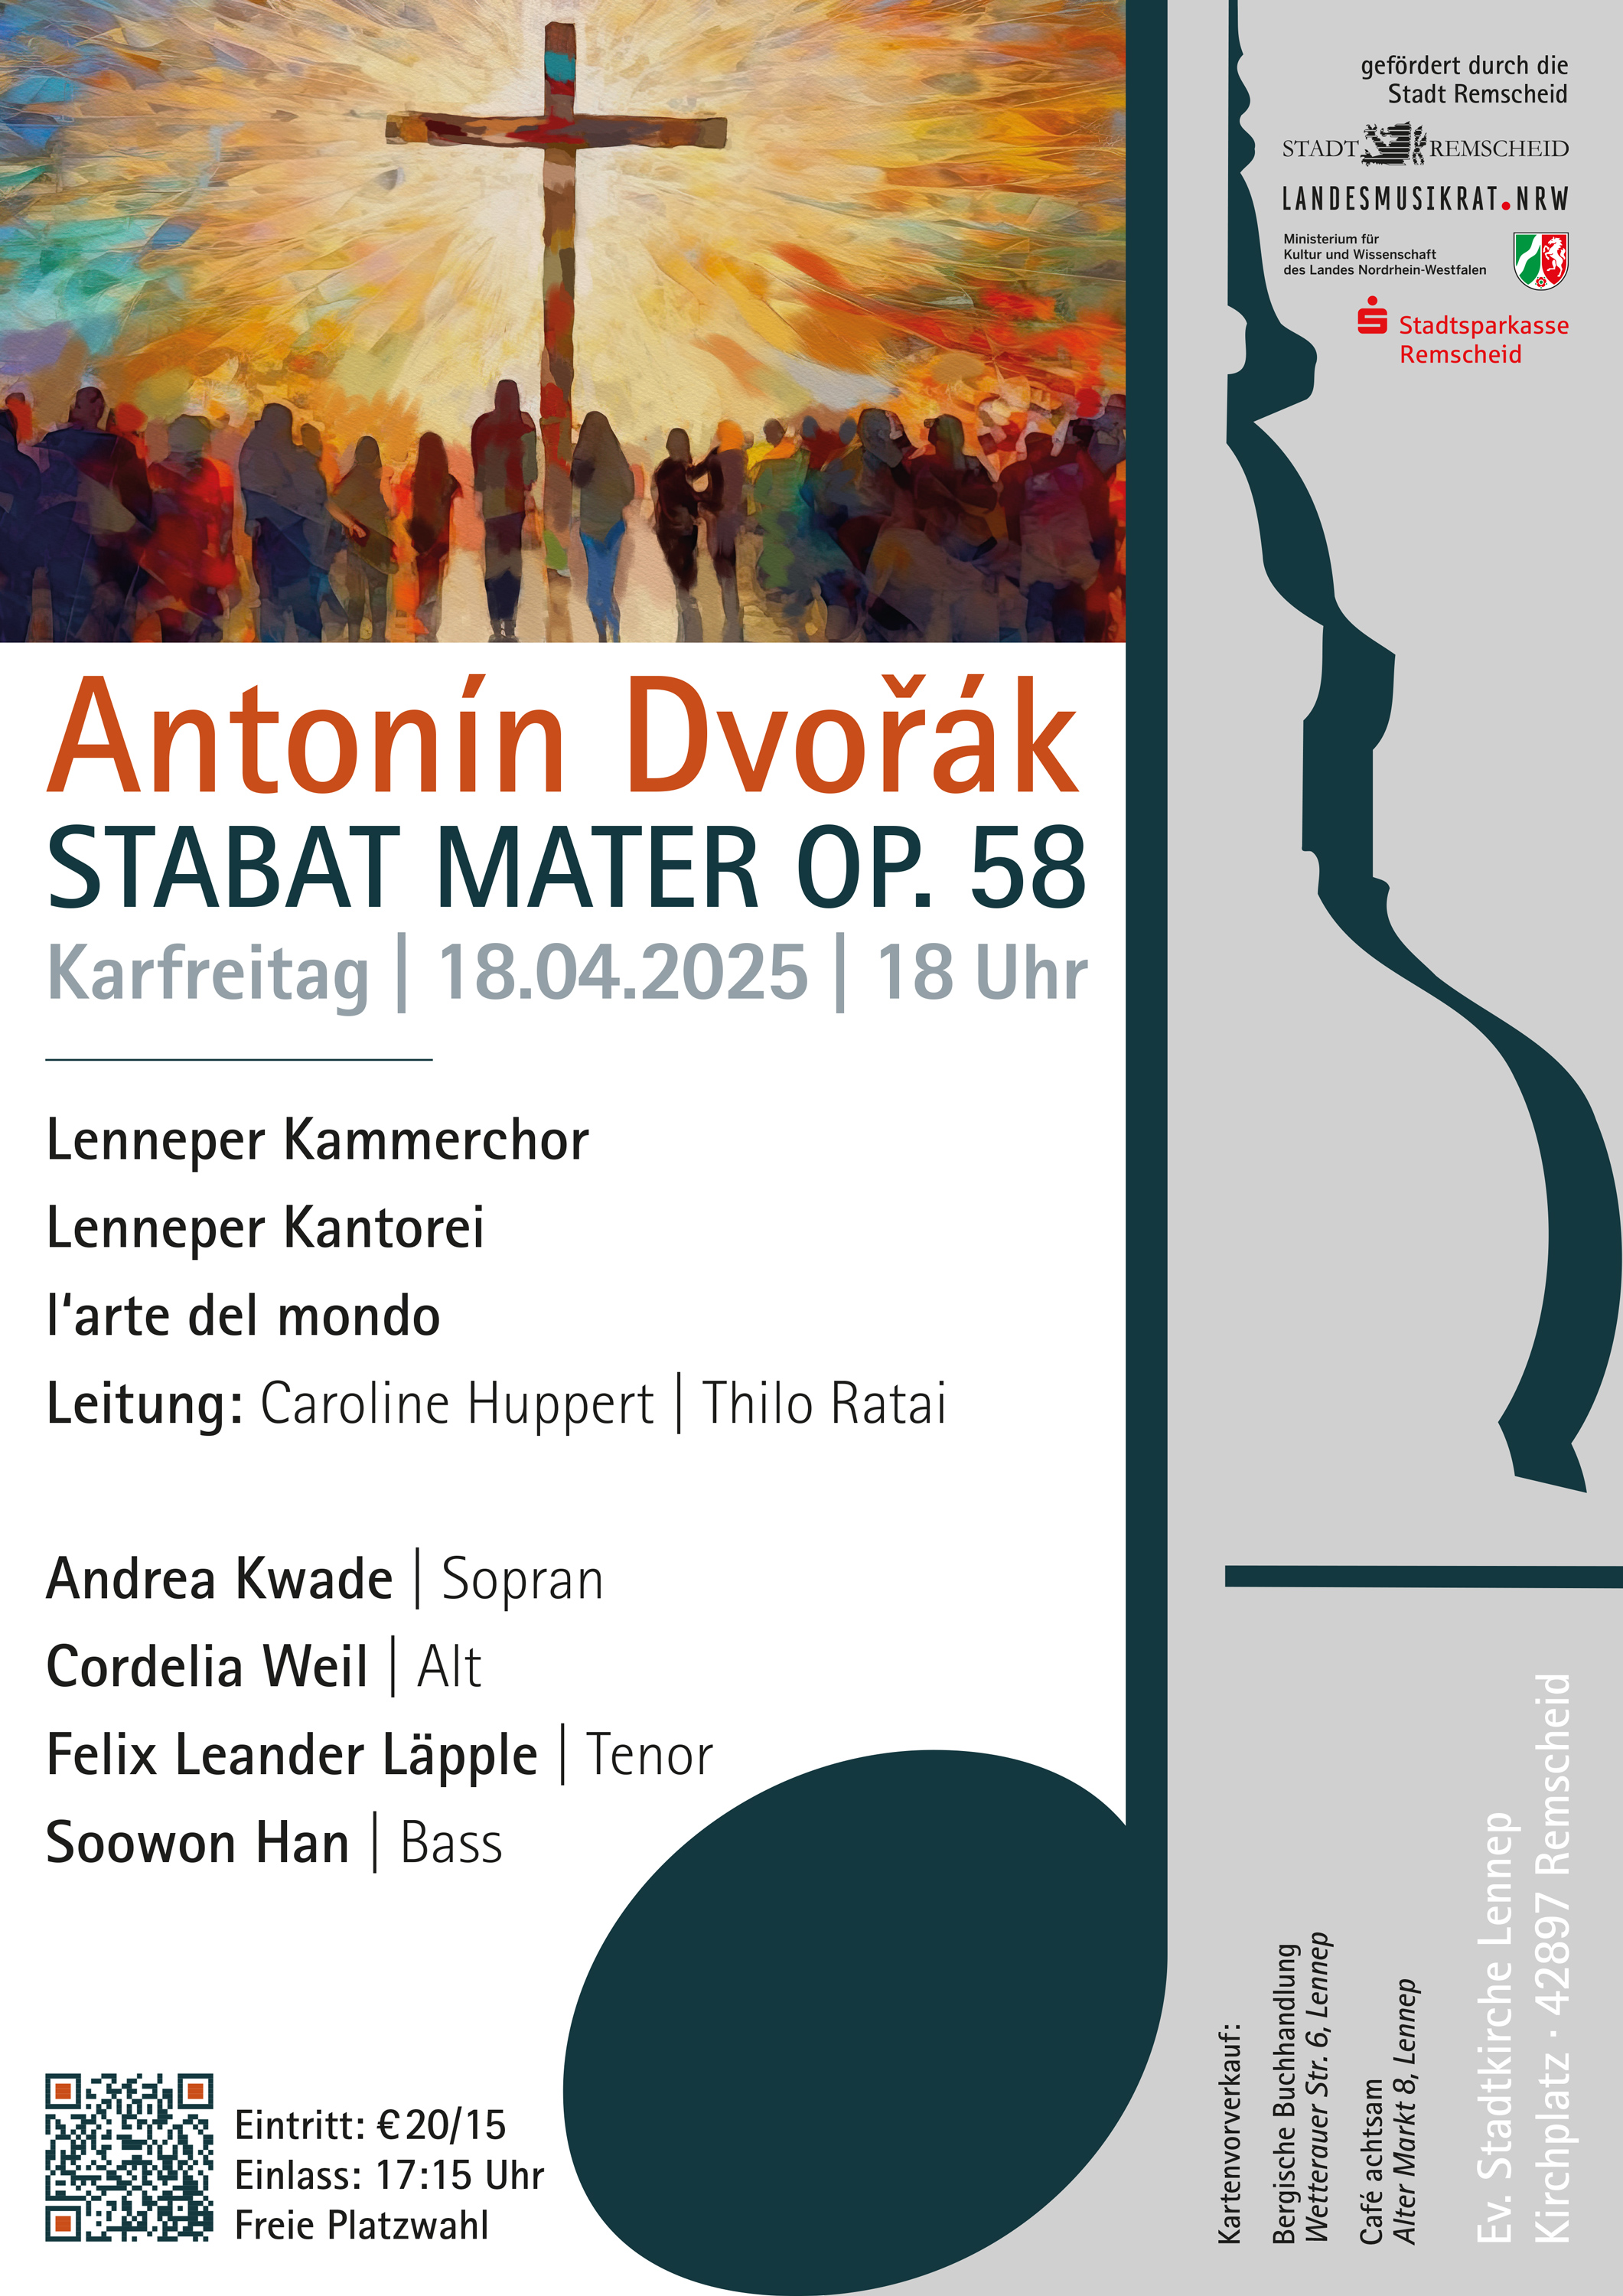 gefördert durch die
Stadt Remscheid
STADT REMSCHEID
LANDESMUSIKRAT.NRW
Ministerium für
Kultur und Wissenschaft
des Landes Nordrhein-Westfalen
Stadtsparkasse
Remscheid
Antonín Dvořák
STABAT MATER OP. 58
Karfreitag | 18.04.2025 | 18 Uhr
Lenneper Kammerchor
Lenneper Kantorei
l‘arte del mondo
Leitung: Caroline Huppert | Thilo Ratai
Andrea Kwade | Sopran
Cordelia Weil | Alt
Felix Leander Läpple | Tenor
Soowon Han | Bass
Eintritt: € 20/15
Einlass: 17:15 Uhr
Freie Platzwahl
Kartenvorverkauf:
Bergische Buchhandlung
Wetterauer Str. 6, Lennep
Café achtsam
Alter Markt 8, Lennep
Ev. Stadtkirche Lennep
Kirchplatz · 42897 Remscheid